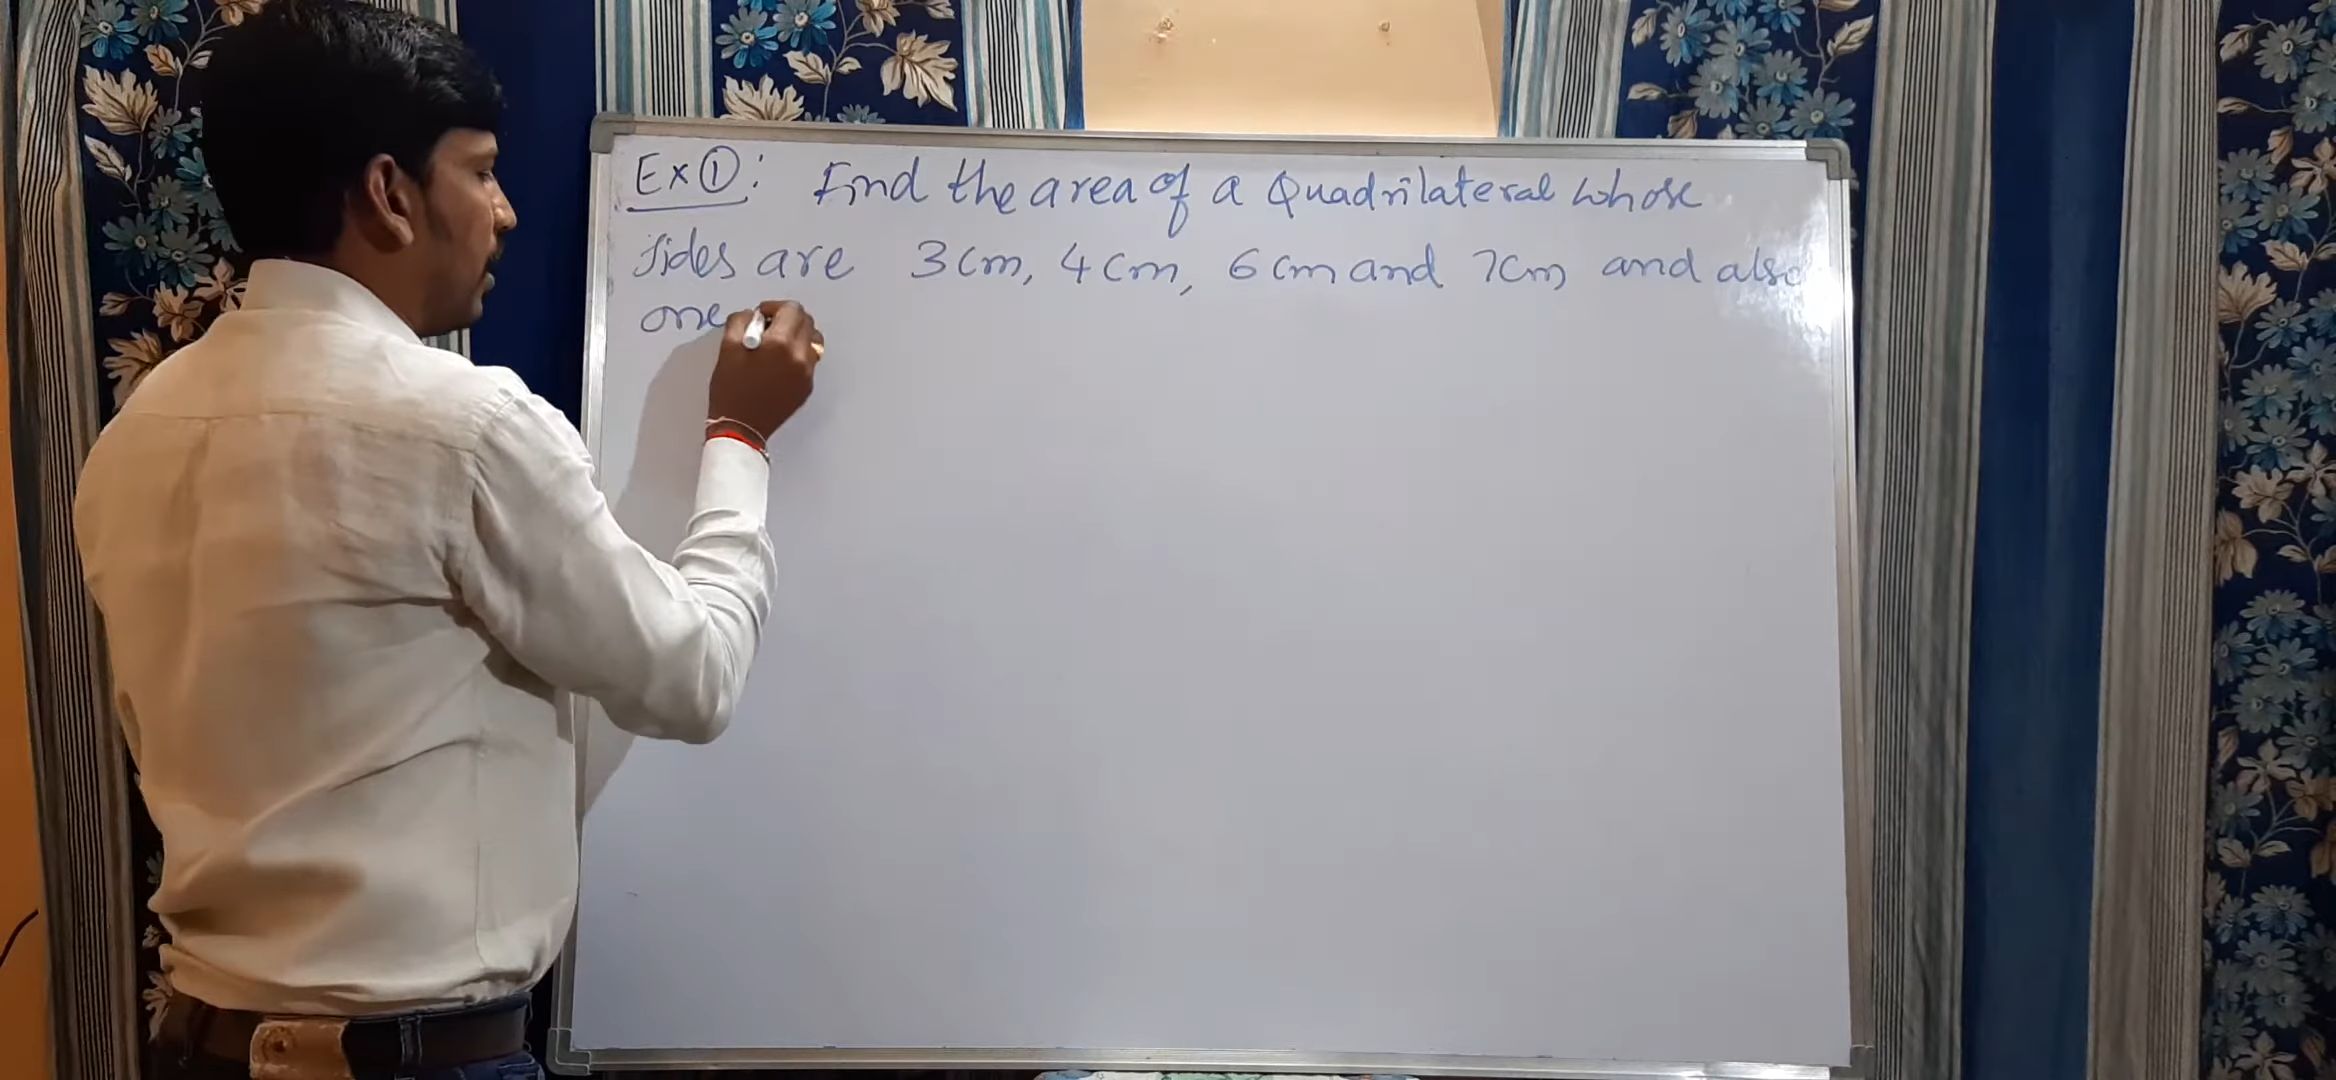 Ex①: Find the area of a Quadrilateral whose
sides are 3cm, 4cm, 6cm and 7cm and also
one